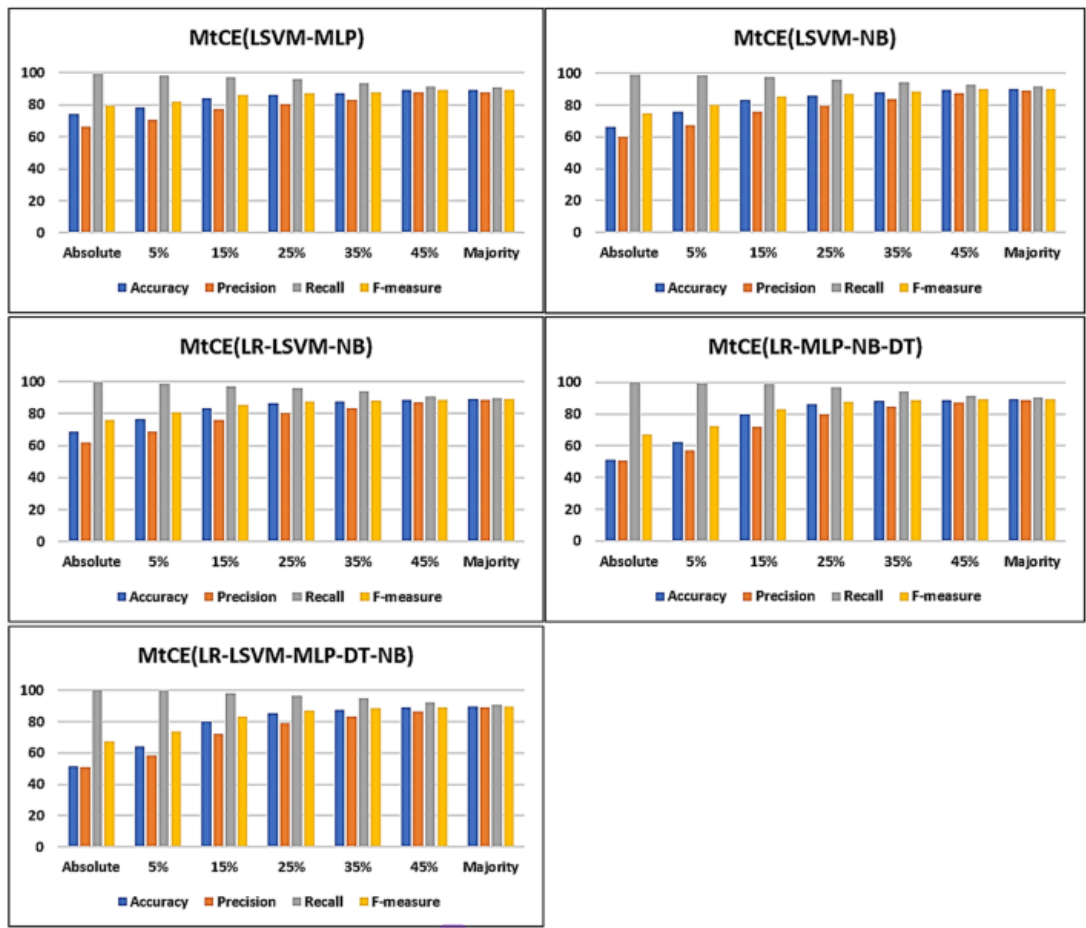 MtCE(LSVM-MLP)
100
80
60
40
20
0
Absolute 5% 15% 25% 35% 45% Majority
Accuracy Precision Recall F-measure
MtCE(LSVM-NB)
100
80
60
40
20
0
Absolute 5% 15% 25% 35% 45% Majority
Accuracy Precision Recall F-measure
MtCE(LR-LSVM-NB)
100
80
60
40
20
0
Absolute 5% 15% 25% 35% 45% Majority
Accuracy Precision Recall F-measure
MtCE(LR-MLP-NB-DT)
100
80
60
40
20
0
Absolute 5% 15% 25% 35% 45% Majority
Accuracy Precision Recall F-measure
MtCE(LR-LSVM-MLP-DT-NB)
100
80
60
40
20
0
Absolute 5% 15% 25% 35% 45% Majority
Accuracy Precision Recall F-measure